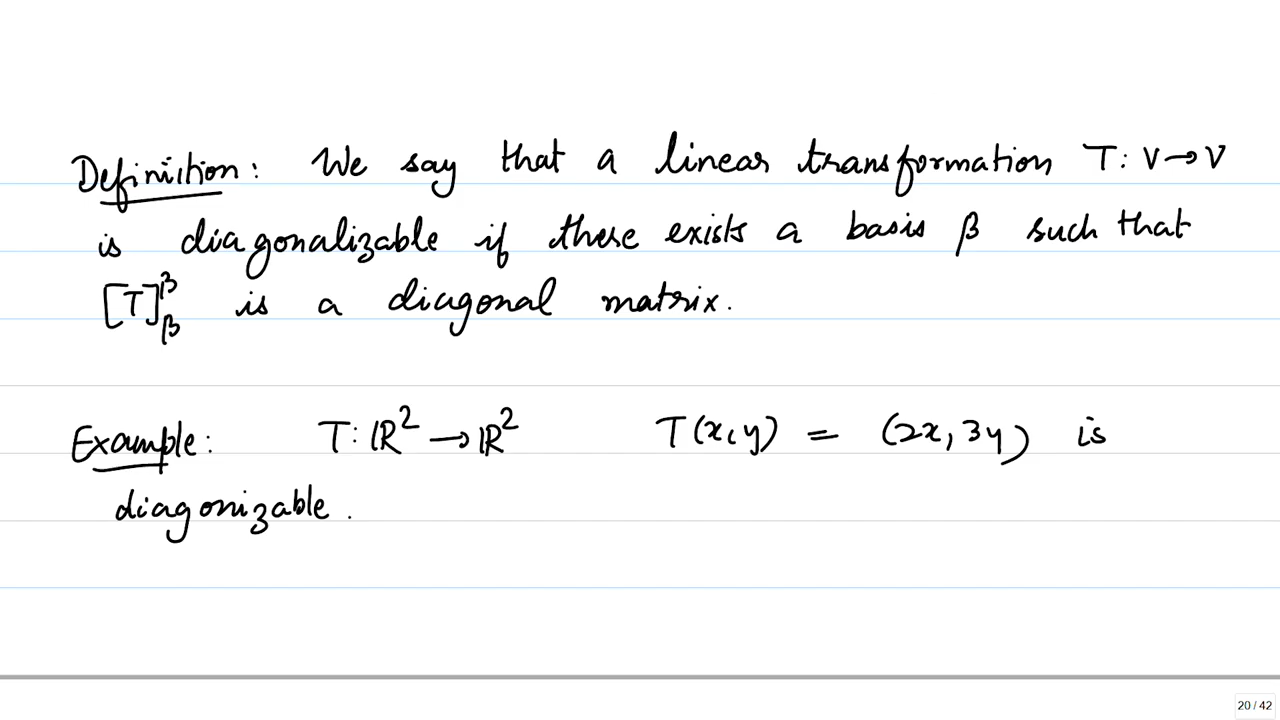 Definition: We say that a linear transformation T: V→V
is diagonalizable if there exists a basis β such that
[T]_β^β is a diagonal matrix.
Example: T: ℝ² → ℝ² T(x,y) = (2x, 3y) is
diagonizable.
20 / 42